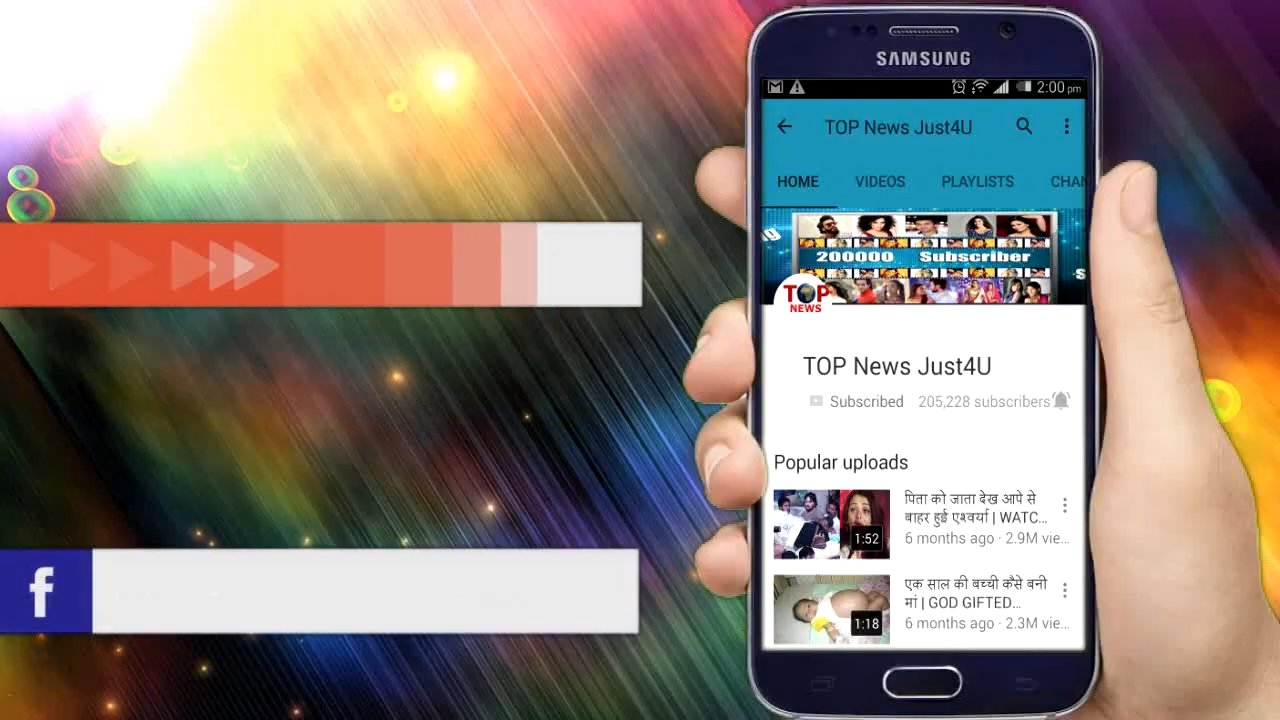 SAMSUNG
2:00 pm
TOP News Just4U
HOME VIDEOS PLAYLISTS CHAN
200000 Subscriber
TOP
NEWS
TOP News Just4U
Subscribed 205,228 subscribers
Popular uploads
पिता को जाता देख आपे से
बाहर हुई एश्वर्या | WATC...
1:52
6 months ago · 2.9M vie...
एक साल की बच्ची कैसे बनी
मां | GOD GIFTED...
1:18
6 months ago · 2.3M vie...
f